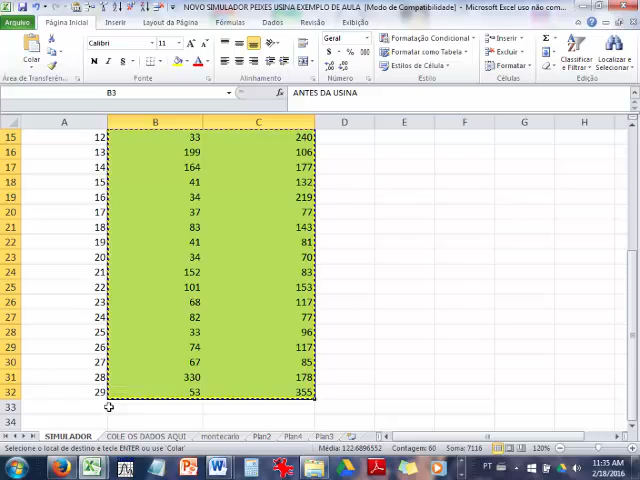 NOVO SIMULADOR PEIXES USINA EXEMPLO DE AULA [Modo de Compatibilidade] - Microsoft Excel uso não com...
Arquivo Página Inicial Inserir Layout da Página Fórmulas Dados Revisão Exibição
Colar
Calibri 11
N I S
Geral
Formatação Condicional
Formatar como Tabela
Estilos de Célula
Inserir
Excluir
Formatar
Classificar e Filtrar
Localizar e Selecionar
Área de Transferên... Fonte Alinhamento Número Estilo Células Edição
B3 fx ANTES DA USINA
A B C D E F G H
15 12 33 240
16 13 199 106
17 14 164 177
18 15 41 132
19 16 34 219
20 17 37 77
21 18 83 143
22 19 41 81
23 20 34 70
24 21 152 83
25 22 101 153
26 23 68 117
27 24 82 77
28 25 33 96
29 26 74 117
30 27 67 85
31 28 330 178
32 29 53 355
33
34
SIMULADOR COLE OS DADOS AQUI montecarlo Plan2 Plan4 Plan3
Selecione o local de destino e tecle ENTER ou use 'Colar' Média: 122.6896552 Contagem: 60 Soma: 7116 120%
PT 11:35 AM
2/18/2016